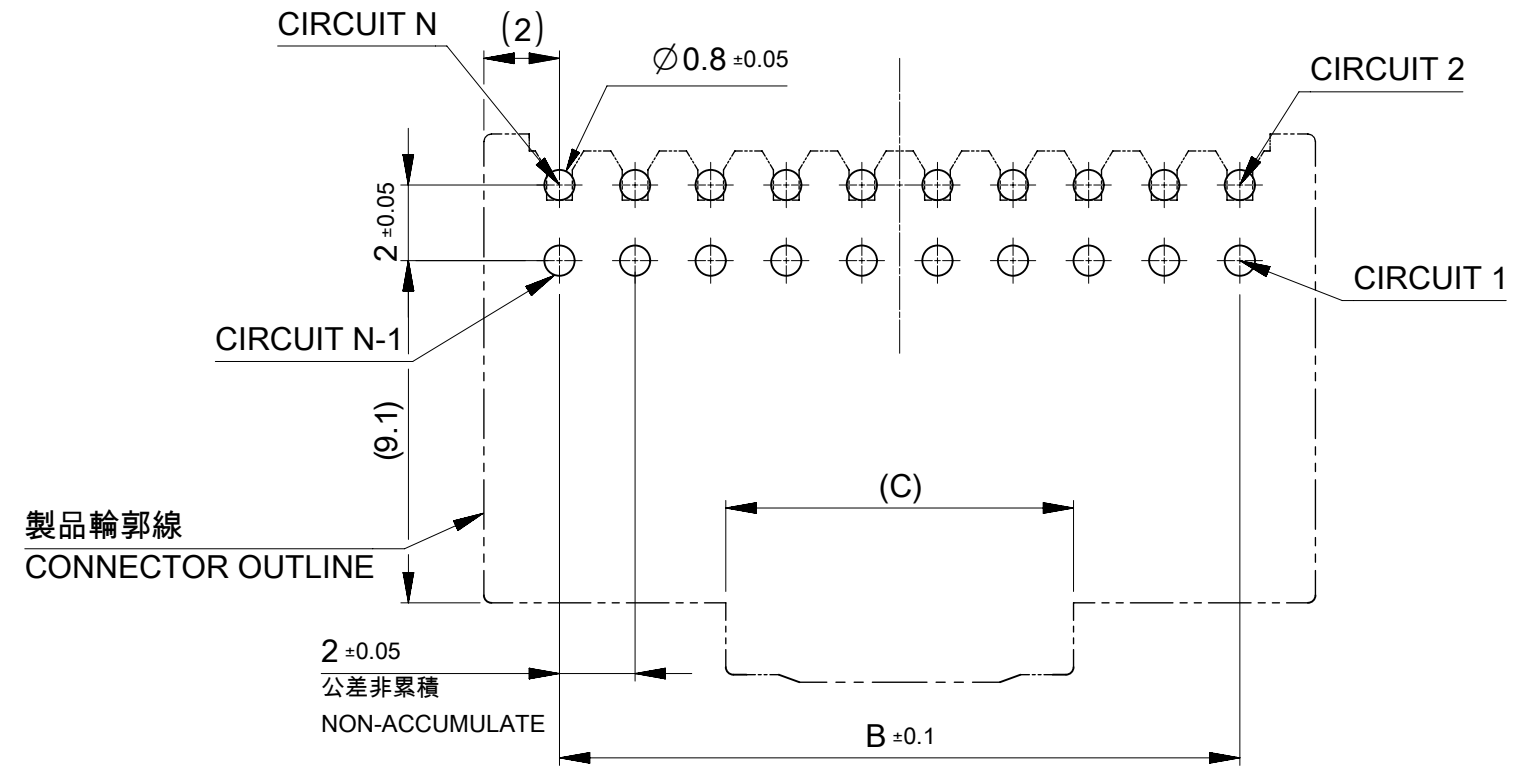 CIRCUIT N
(2)
∅0.8 ±0.05
CIRCUIT 2
2 ±0.05
CIRCUIT 1
CIRCUIT N-1
(9.1)
(C)
製品輪郭線
CONNECTOR OUTLINE
2 ±0.05
公差非累積
NON-ACCUMULATE
B ±0.1